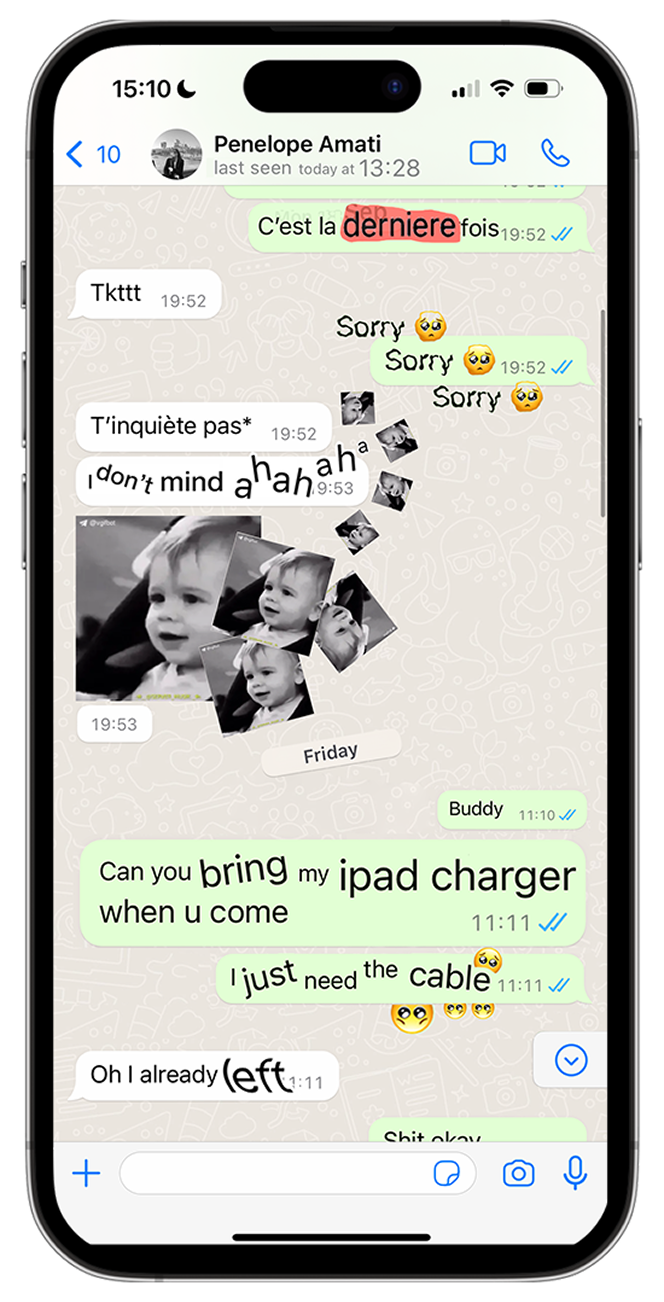 15:10
10
Penelope Amati
last seen today at 13:28
C'est la derniere fois 19:52
Tkttt 19:52
Sorry 🥺
Sorry 🥺 19:52
Sorry 🥺
T'inquiète pas* 19:52
I don't mind ahahaha 19:53
@vgifbot
19:53
Friday
Buddy 11:10
Can you bring my ipad charger
when u come 11:11
I just need the cable 🥺 11:11
Oh I already left 11:11
Shit okay